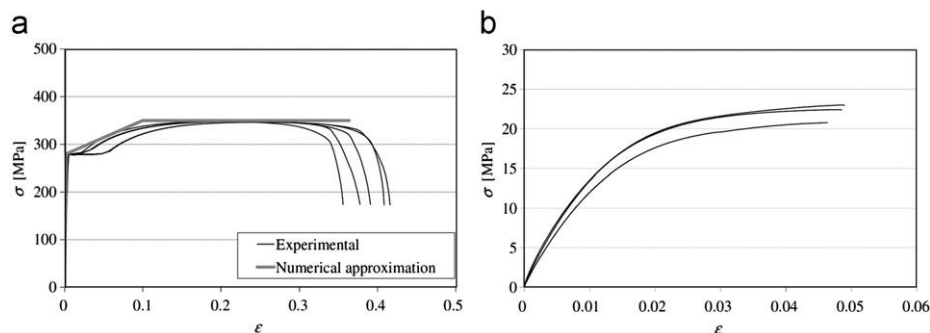 a
500
400
300
200
100
0
σ [MPa]
Experimental
Numerical approximation
0 0.1 0.2 0.3 0.4 0.5
ε
b
30
25
20
15
10
5
0
σ [MPa]
0 0.01 0.02 0.03 0.04 0.05 0.06
ε